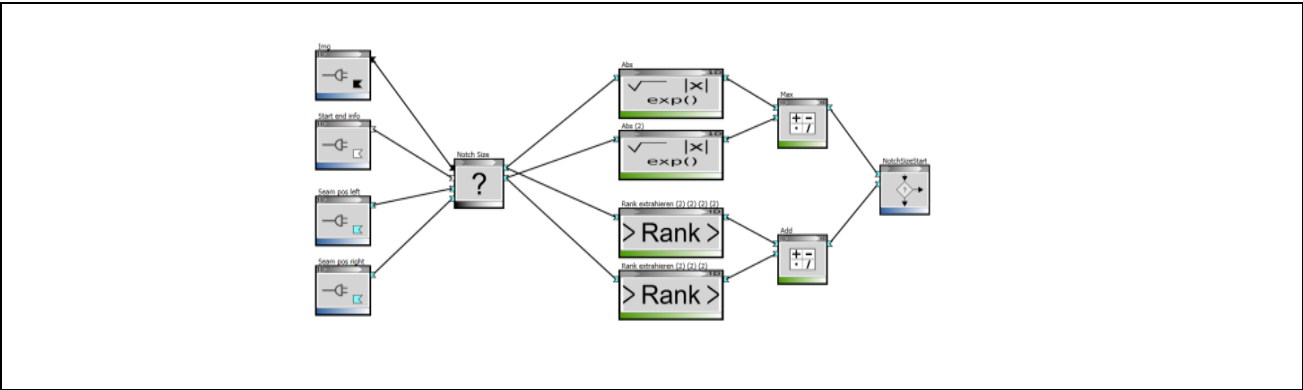 Img
Start end info
Seam pos left
Seam pos right
Notch Size
?
Abs
√ |x|
exp()
Abs (2)
√ |x|
exp()
Rank extrahieren (2) (2) (2) (2)
>Rank>
Rank extrahieren (2) (2) (2)
>Rank>
Max
+ -
· /
Add
+ -
· /
NotchSizeStart
?